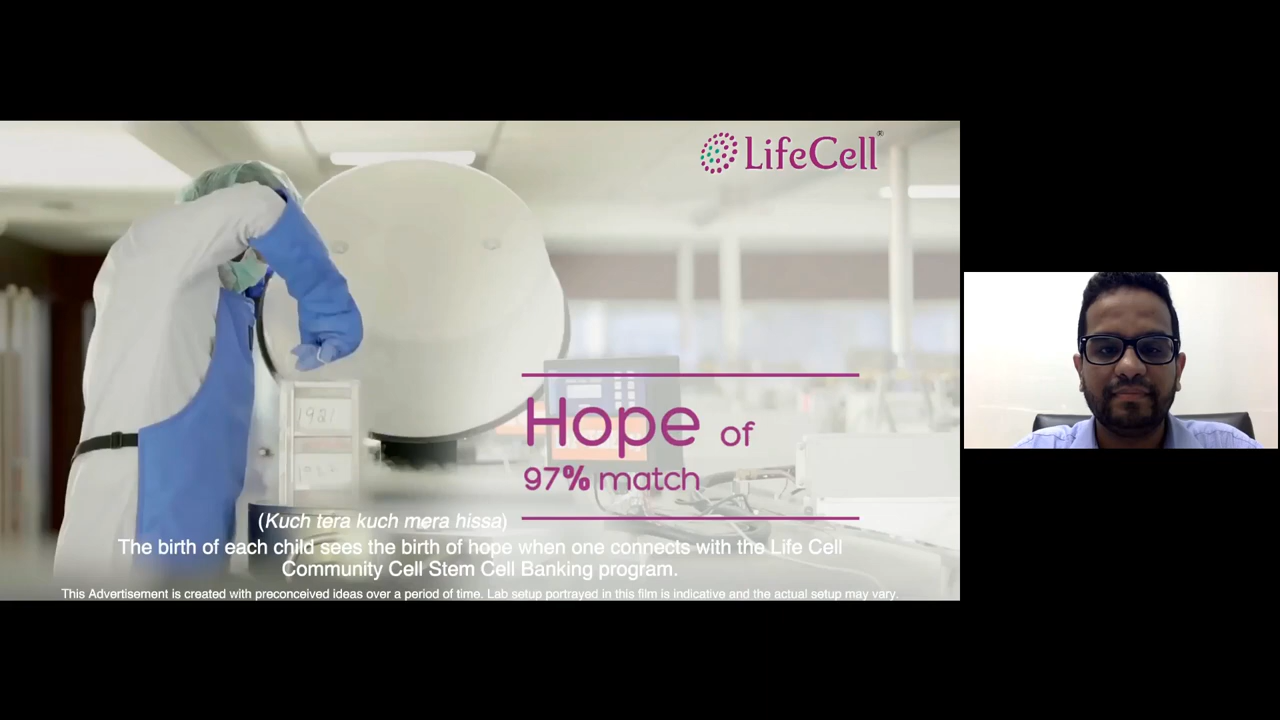 LifeCell®
Hope of
97% match
1921
(Kuch tera kuch mera hissa)
The birth of each child sees the birth of hope when one connects with the Life Cell
Community Cell Stem Cell Banking program.
This Advertisement is created with preconceived ideas over a period of time. Lab setup portrayed in this film is indicative and the actual setup may vary.